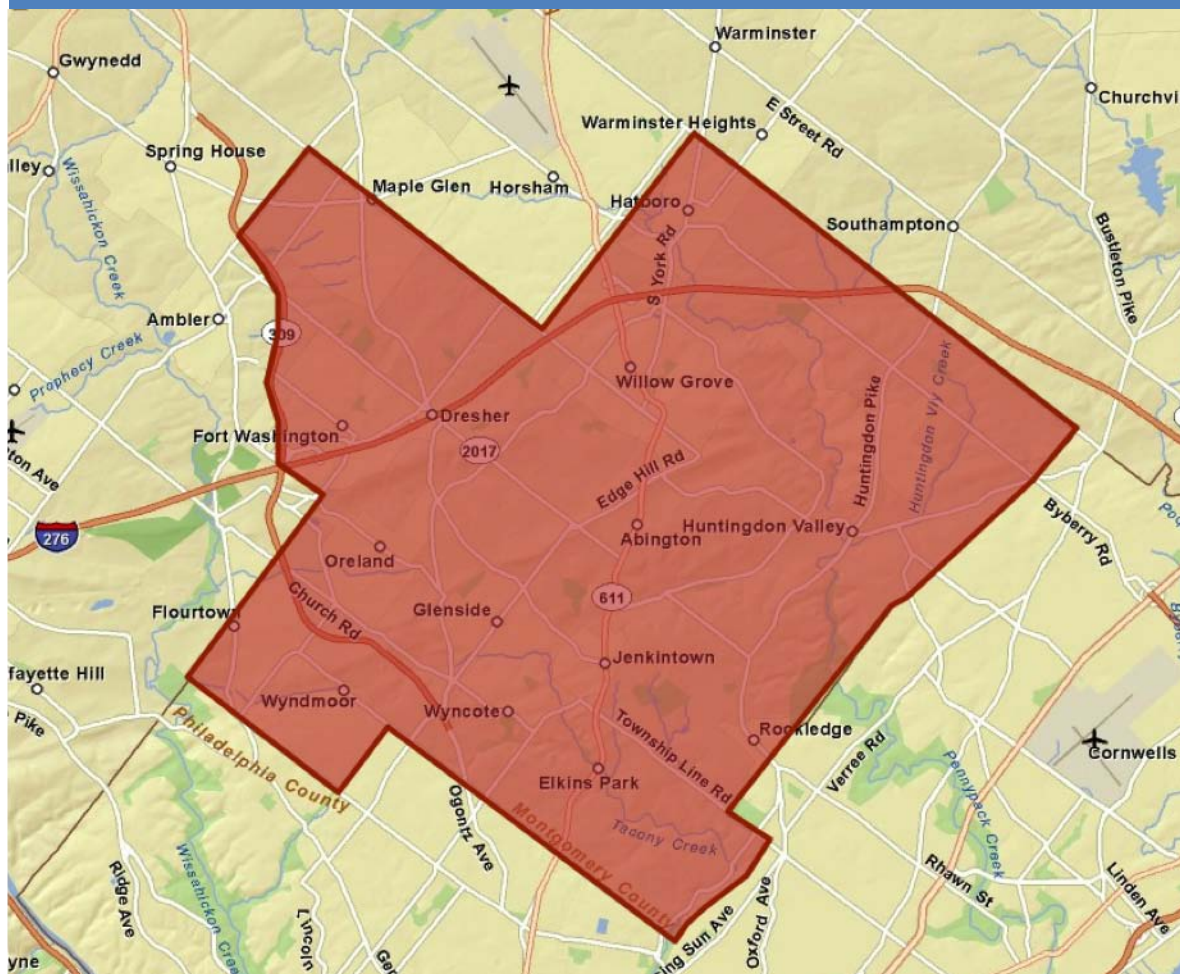 Warminster
Gwynedd
Churchvi
E Street Rd
Warminster Heights
Spring House
lley
Wissahickon Creek
Maple Glen
Horsham
Hatboro
Southampton
Bustleton Pike
S York Rd
Ambler
309
Prophecy Creek
Willow Grove
Huntingdon Pike
Huntingdon Vly Creek
Dresher
Fort Washington
2017
ton Ave
Edge Hill Rd
Byberry Rd
276
Abington
Huntingdon Valley
Oreland
Church Rd
Glenside
611
Flourtown
Jenkintown
fayette Hill
Wyndmoor
Wyncote
Township Line Rd
Rockledge
Pike
Philadelphia County
Verree Rd
Cornwells
Elkins Park
Ogontz Ave
Montgomery County
Tacony Creek
Pennypack Creek
Ridge Ave
Wissahickon Creek
Rhawn St
Linden Ave
Lincoln
Ger
ing Sun Ave
Oxford Ave
yne